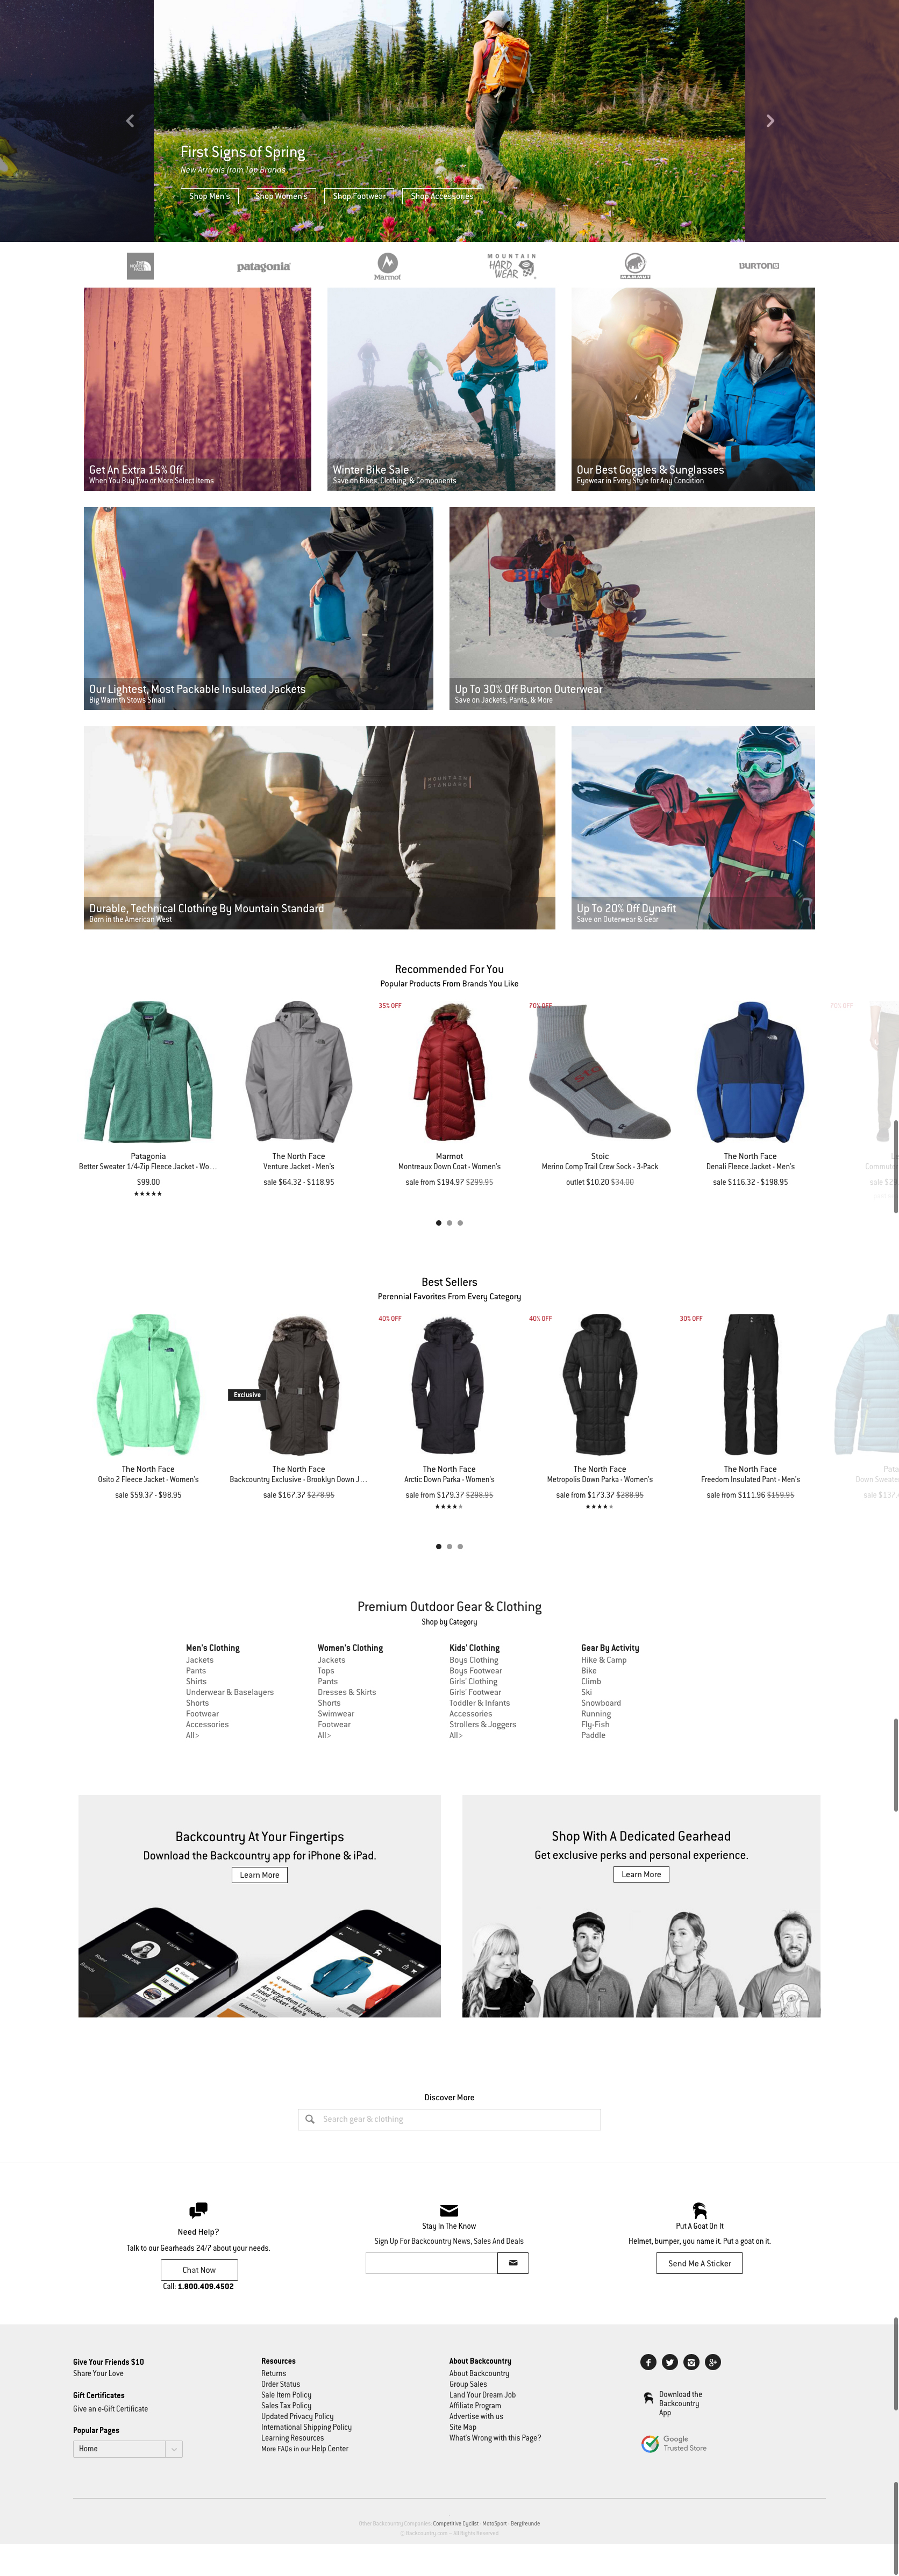 First Signs of Spring
New Arrivals from Top Brands
Shop Men's
Shop Women's
Shop Footwear
Shop Accessories
THE NORTH FACE
patagonia
Marmot
MOUNTAIN HARD WEAR
MAMMUT
BURTON
Get An Extra 15% Off
When You Buy Two or More Select Items
Winter Bike Sale
Save on Bikes, Clothing, & Components
Our Best Goggles & Sunglasses
Eyewear in Every Style for Any Condition
Our Lightest, Most Packable Insulated Jackets
Big Warmth Stows Small
Up To 30% Off Burton Outerwear
Save on Jackets, Pants, & More
MOUNTAIN STANDARD
Durable, Technical Clothing By Mountain Standard
Born in the American West
Up To 20% Off Dynafit
Save on Outerwear & Gear
Recommended For You
Popular Products From Brands You Like
35% OFF
70% OFF
70% OFF
Patagonia
Better Sweater 1/4-Zip Fleece Jacket - Wo...
$99.00
★★★★★
The North Face
Venture Jacket - Men's
sale $64.32 - $118.95
Marmot
Montreaux Down Coat - Women's
sale from $194.97 $299.95
Stoic
Merino Comp Trail Crew Sock - 3-Pack
outlet $10.20 $34.00
The North Face
Denali Fleece Jacket - Men's
sale $116.32 - $198.95
Best Sellers
Perennial Favorites From Every Category
40% OFF
40% OFF
30% OFF
Exclusive
The North Face
Osito 2 Fleece Jacket - Women's
sale $59.37 - $98.95
The North Face
Backcountry Exclusive - Brooklyn Down J...
sale $167.37 $278.95
The North Face
Arctic Down Parka - Women's
sale from $179.37 $298.95
★★★★★
The North Face
Metropolis Down Parka - Women's
sale from $173.37 $288.95
★★★★★
The North Face
Freedom Insulated Pant - Men's
sale from $111.96 $159.95
Premium Outdoor Gear & Clothing
Shop by Category
Men's Clothing
Jackets
Pants
Shirts
Underwear & Baselayers
Shorts
Footwear
Accessories
All>
Women's Clothing
Jackets
Tops
Pants
Dresses & Skirts
Shorts
Swimwear
Footwear
All>
Kids' Clothing
Boys Clothing
Boys Footwear
Girls' Clothing
Girls' Footwear
Toddler & Infants
Accessories
Strollers & Joggers
All>
Gear By Activity
Hike & Camp
Bike
Climb
Ski
Snowboard
Running
Fly-Fish
Paddle
Backcountry At Your Fingertips
Download the Backcountry app for iPhone & iPad.
Learn More
Shop With A Dedicated Gearhead
Get exclusive perks and personal experience.
Learn More
Discover More
Search gear & clothing
Need Help?
Talk to our Gearheads 24/7 about your needs.
Chat Now
Call: 1.800.409.4502
Stay In The Know
Sign Up For Backcountry News, Sales And Deals
Put A Goat On It
Helmet, bumper, you name it. Put a goat on it.
Send Me A Sticker
Give Your Friends $10
Share Your Love
Gift Certificates
Give an e-Gift Certificate
Popular Pages
Home
Resources
Returns
Order Status
Sale Item Policy
Sales Tax Policy
Updated Privacy Policy
International Shipping Policy
Learning Resources
More FAQs in our Help Center
About Backcountry
About Backcountry
Group Sales
Land Your Dream Job
Affiliate Program
Advertise with us
Site Map
What's Wrong with this Page?
Download the
Backcountry
App
Google
Trusted Store
Other Backcountry Companies: Competitive Cyclist MotoSport Bergfreunde
© Backcountry.com - All Rights Reserved